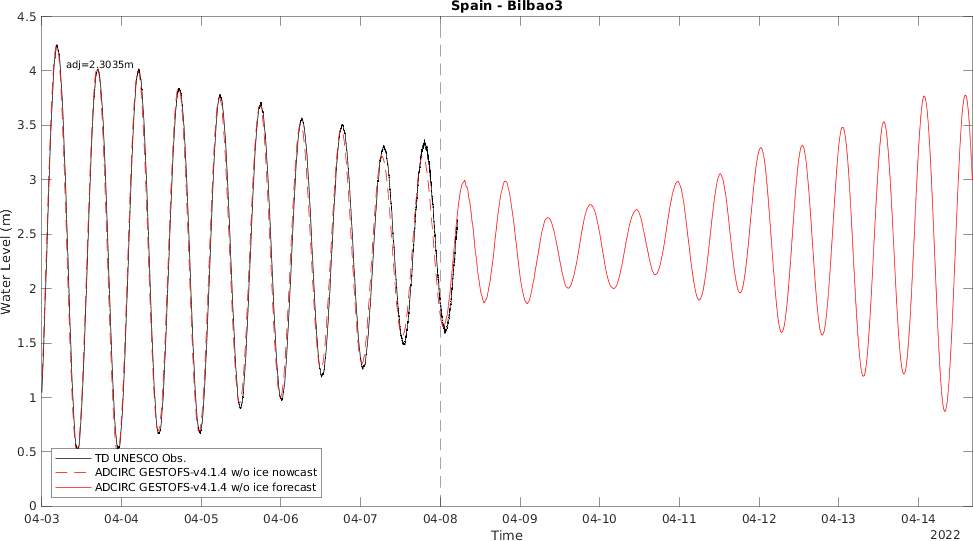 Spain - Bilbao3
4.5
4
3.5
3
2.5
2
1.5
1
0.5
0
Water Level (m)
adj=2.3035m
TD UNESCO Obs.
ADCIRC GESTOFS-v4.1.4 w/o ice nowcast
ADCIRC GESTOFS-v4.1.4 w/o ice forecast
04-03 04-04 04-05 04-06 04-07 04-08 04-09 04-10 04-11 04-12 04-13 04-14
Time
2022